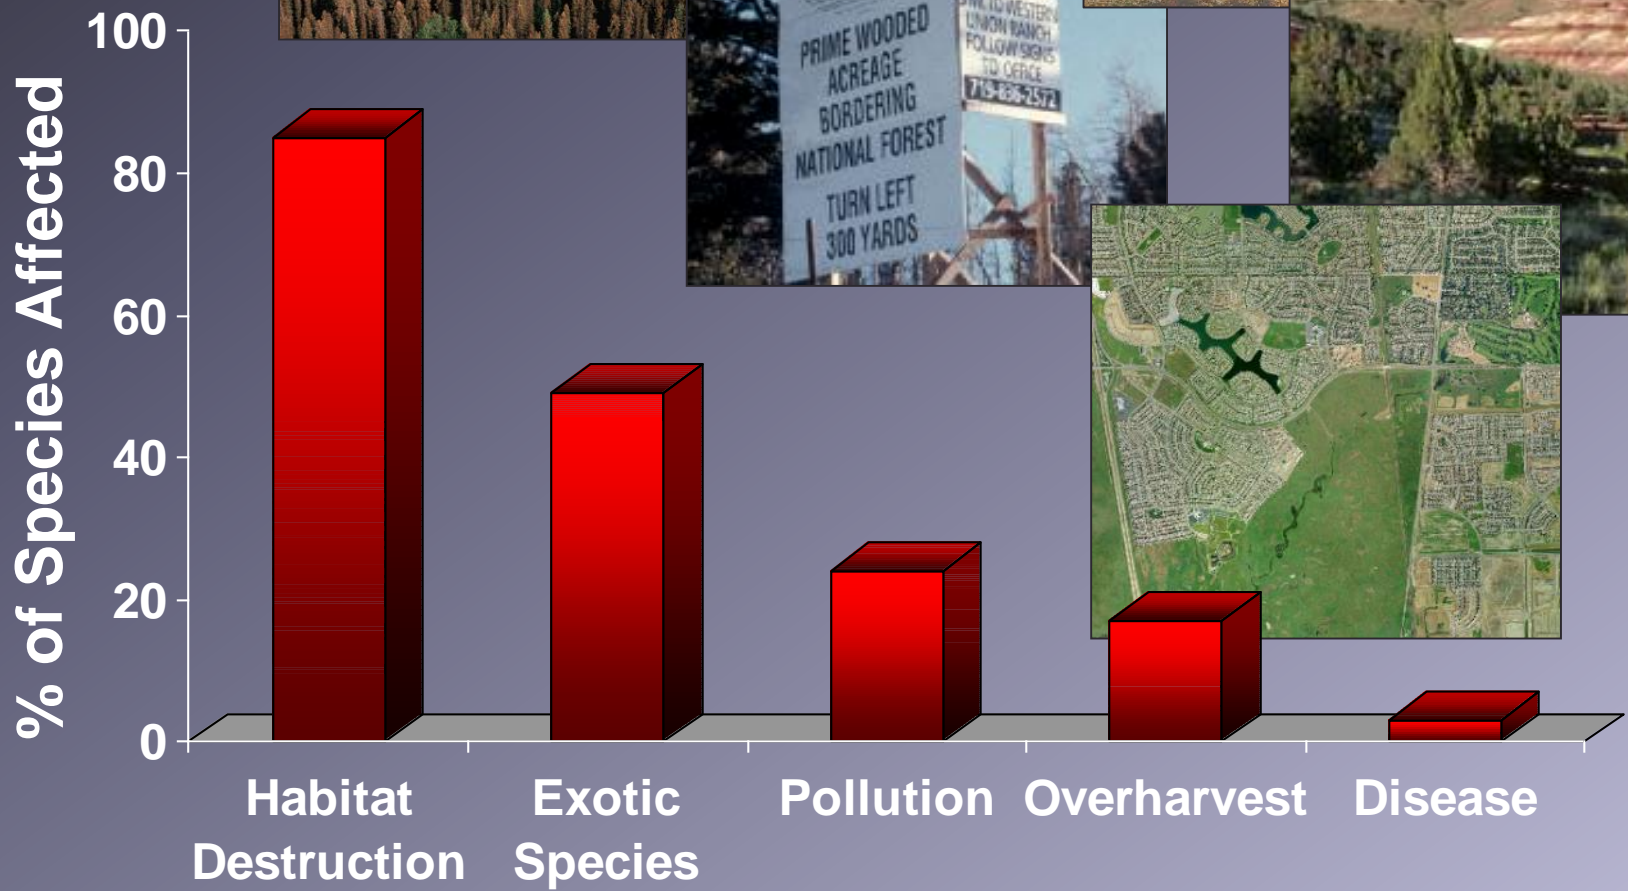 100
80
60
40
20
0
% of Species Affected
PRIME WOODED
ACREAGE
BORDERING
NATIONAL FOREST
TURN LEFT
300 YARDS
UNION RANCH
FOLLOW SIGNS
TO OFFICE
719-836-2572
Habitat
Destruction
Exotic
Species
Pollution
Overharvest
Disease